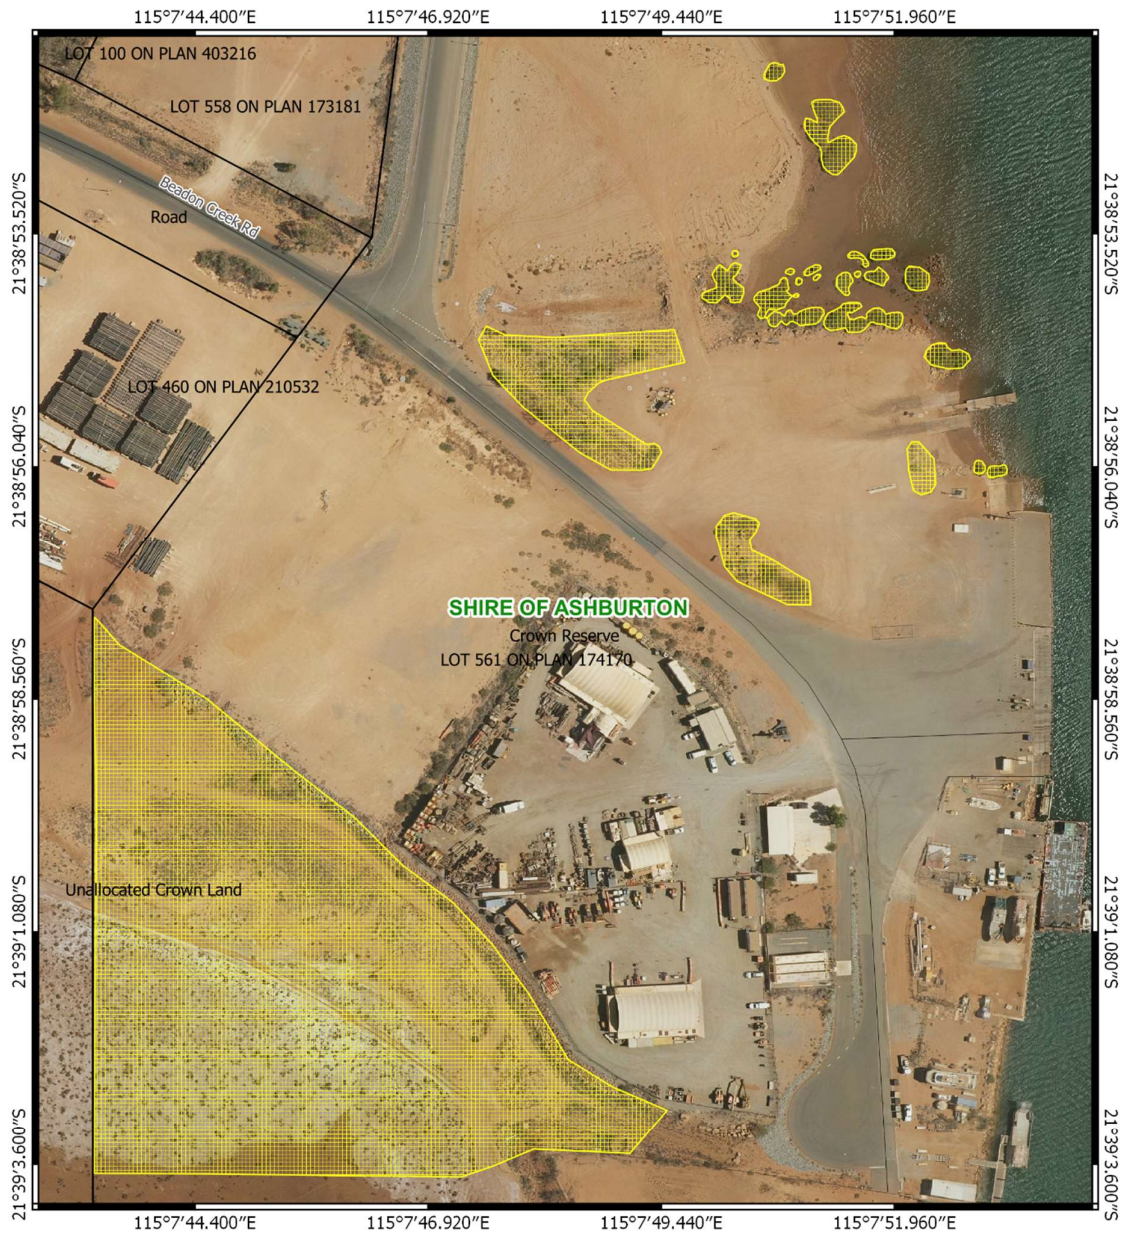 115°7′44.400″E 115°7′46.920″E 115°7′49.440″E 115°7′51.960″E
LOT 100 ON PLAN 403216
LOT 558 ON PLAN 173181
Beadon Creek Rd
Road
21°38′53.520″S
21°38′53.520″S
LOT 460 ON PLAN 210532
21°38′56.040″S
21°38′56.040″S
SHIRE OF ASHBURTON
Crown Reserve
LOT 561 ON PLAN 174170
21°38′58.560″S
21°38′58.560″S
Unallocated Crown Land
21°39′1.080″S
21°39′1.080″S
21°39′3.600″S
21°39′3.600″S
115°7′44.400″E 115°7′46.920″E 115°7′49.440″E 115°7′51.960″E